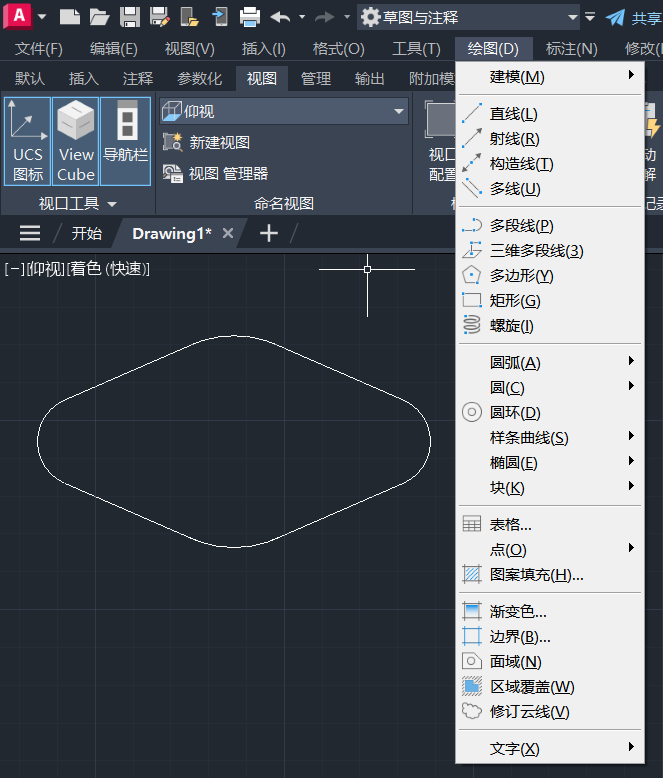 A 草图与注释 共享
文件(F) 编辑(E) 视图(V) 插入(I) 格式(O) 工具(T) 绘图(D) 标注(N) 修改(
默认 插入 注释 参数化 视图 管理 输出 附加模
建模(M)
UCS
图标
View
Cube
导航栏
仰视
新建视图
视图 管理器
视口
配置
视口工具
命名视图
直线(L)
射线(R)
构造线(T)
多线(U)
开始 Drawing1*
[−][仰视][着色 (快速)]
多段线(P)
三维多段线(3)
多边形(Y)
矩形(G)
螺旋(I)
圆弧(A)
圆(C)
圆环(D)
样条曲线(S)
椭圆(E)
块(K)
表格...
点(O)
图案填充(H)...
渐变色...
边界(B)...
面域(N)
区域覆盖(W)
修订云线(V)
文字(X)